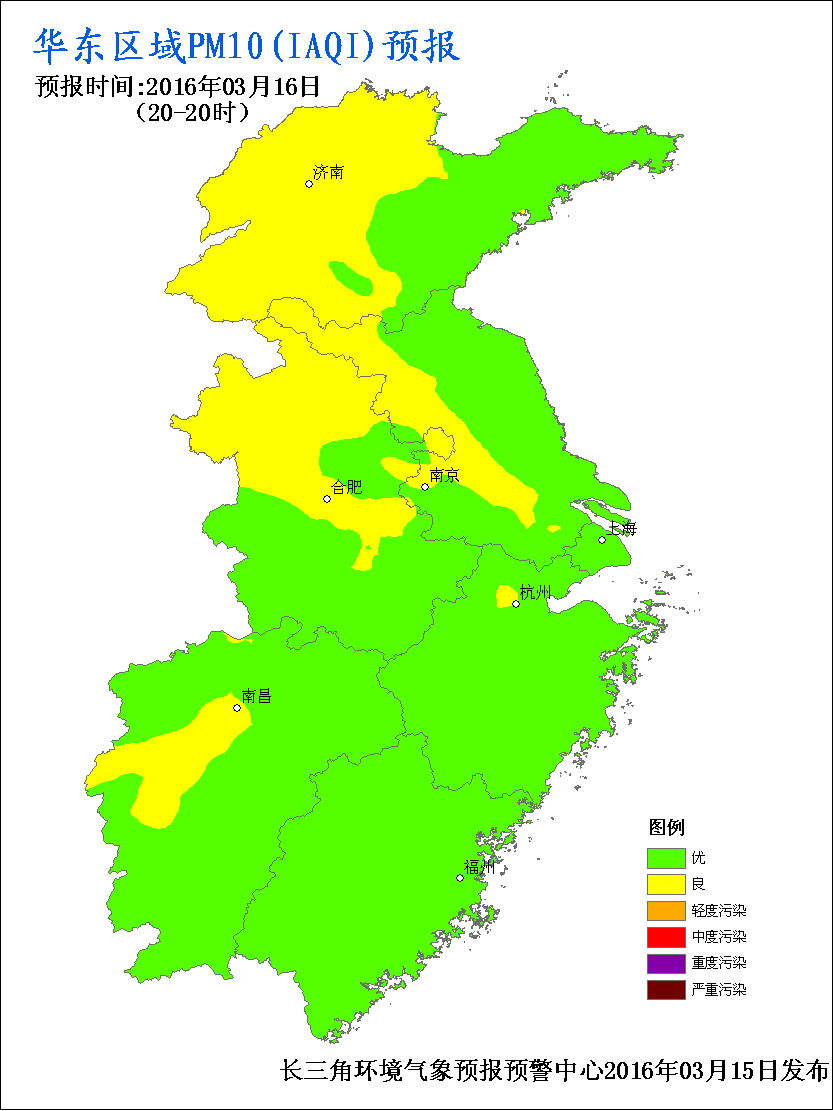 华东区域PM10(IAQI)预报
预报时间:2016年03月16日
（20-20时）
济南
南京
合肥
上海
杭州
南昌
福州
图例
优
良
轻度污染
中度污染
重度污染
严重污染
长三角环境气象预报预警中心2016年03月15日发布